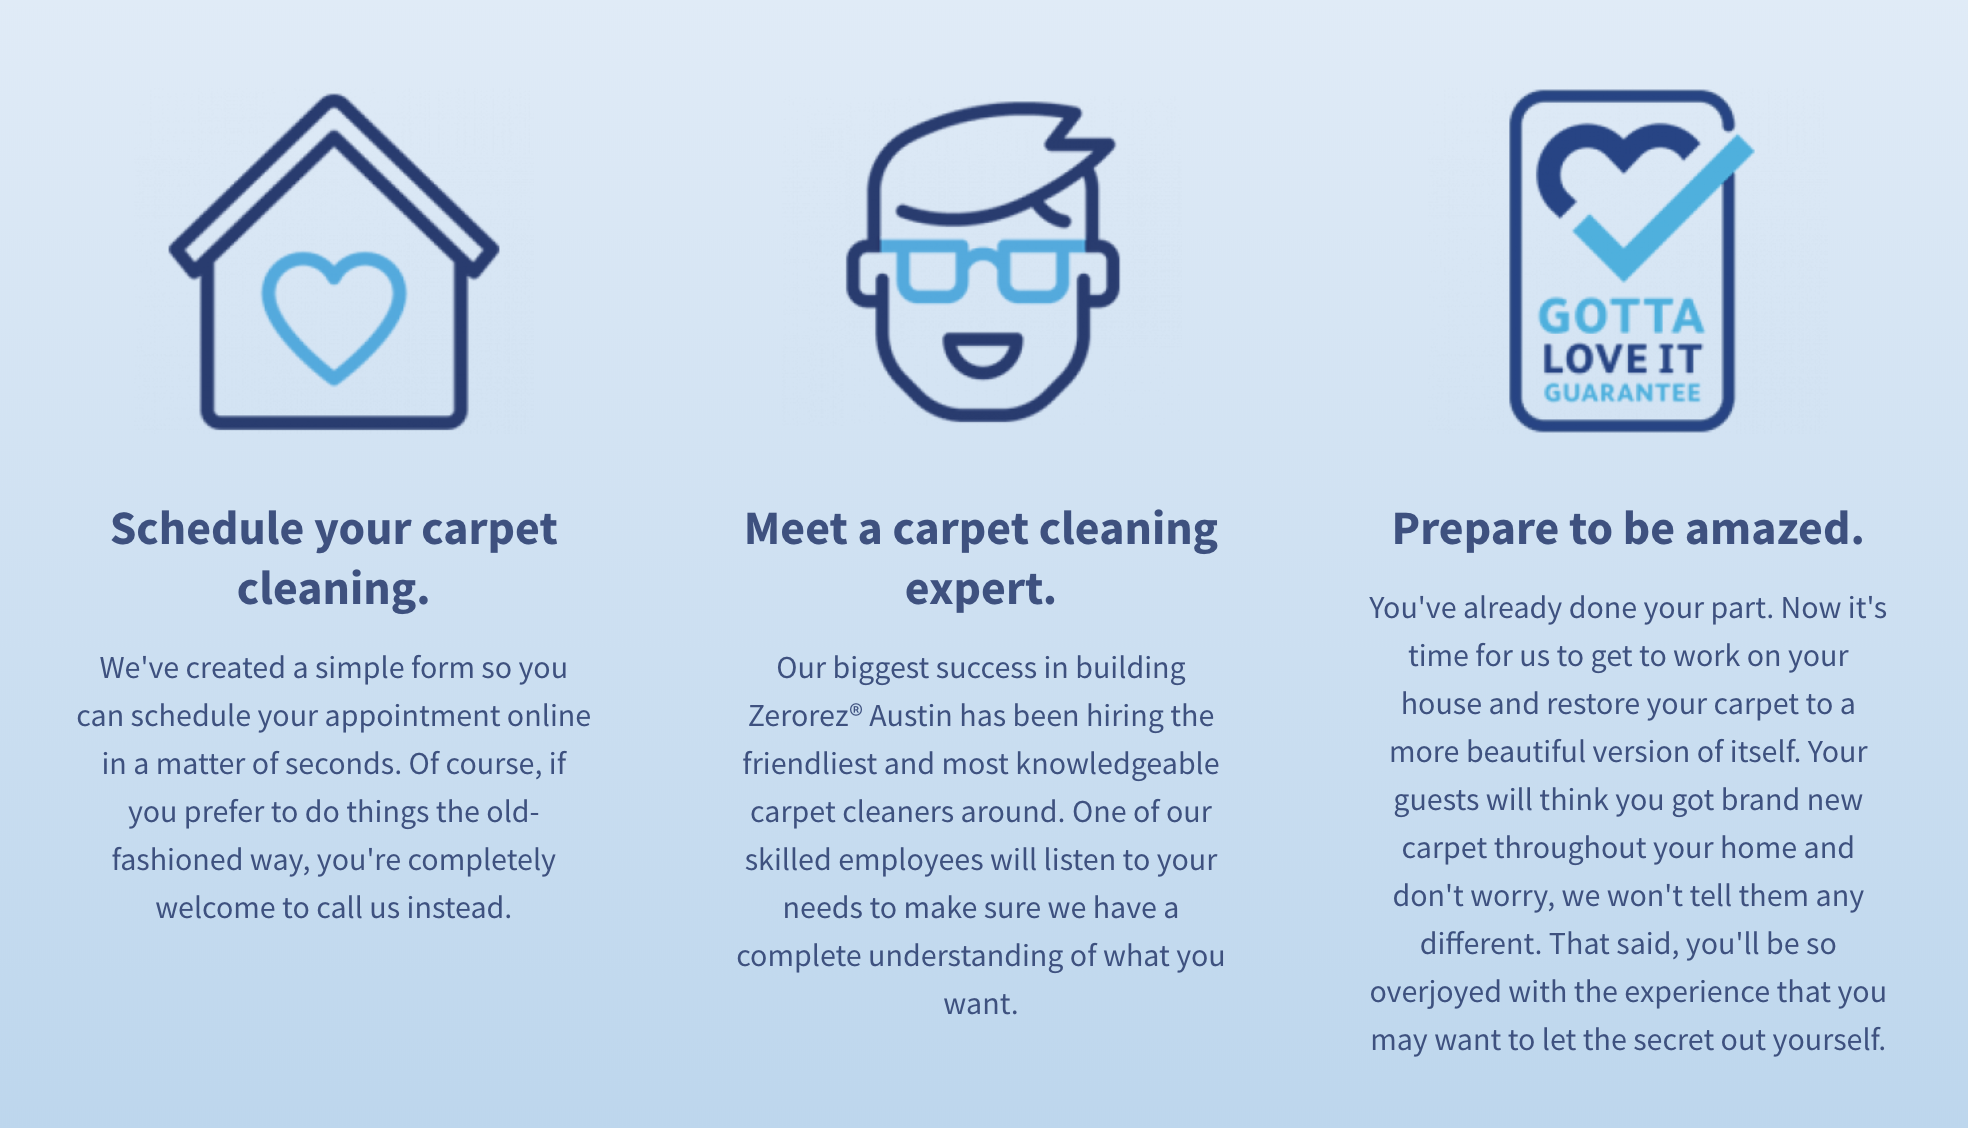 GOTTA
LOVE IT
GUARANTEE
Schedule your carpet
cleaning.
We've created a simple form so you
can schedule your appointment online
in a matter of seconds. Of course, if
you prefer to do things the old-
fashioned way, you're completely
welcome to call us instead.
Meet a carpet cleaning
expert.
Our biggest success in building
Zerorez® Austin has been hiring the
friendliest and most knowledgeable
carpet cleaners around. One of our
skilled employees will listen to your
needs to make sure we have a
complete understanding of what you
want.
Prepare to be amazed.
You've already done your part. Now it's
time for us to get to work on your
house and restore your carpet to a
more beautiful version of itself. Your
guests will think you got brand new
carpet throughout your home and
don't worry, we won't tell them any
different. That said, you'll be so
overjoyed with the experience that you
may want to let the secret out yourself.